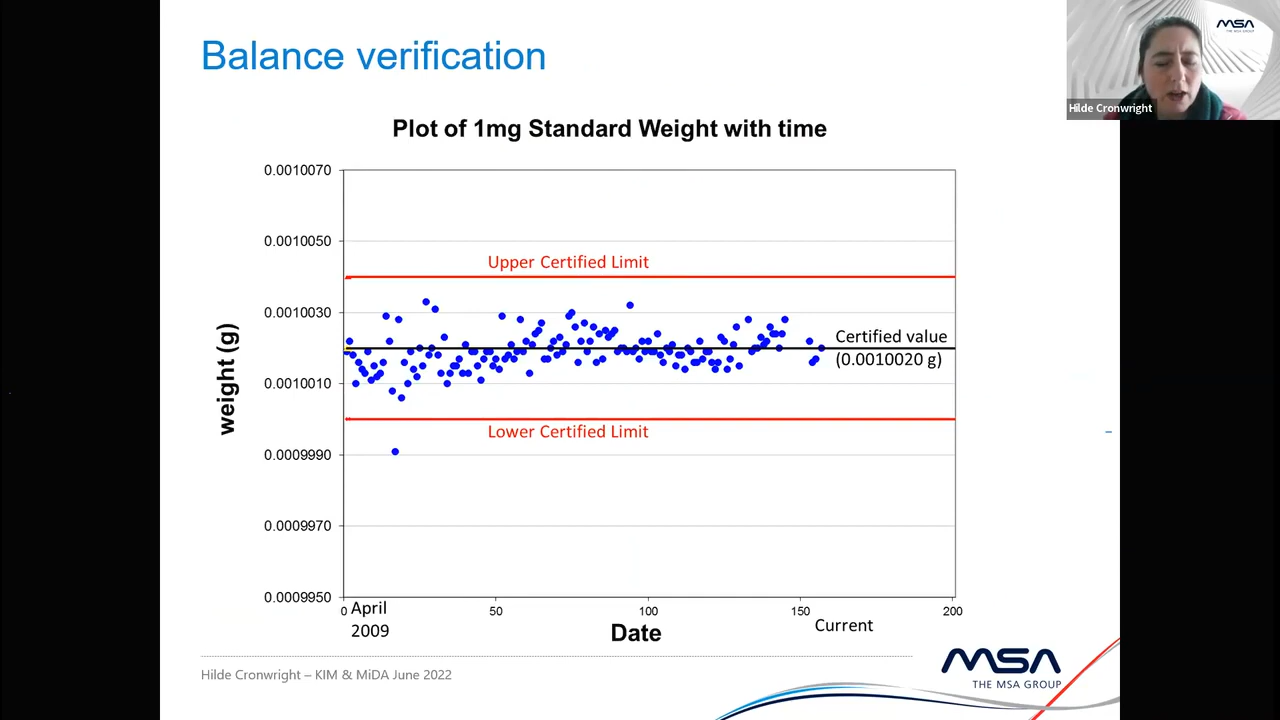 Balance verification
MSA
THE MSA GROUP
Hilde Cronwright
Plot of 1mg Standard Weight with time
0.0010070
0.0010050
Upper Certified Limit
0.0010030
Certified value
(0.0010020 g)
0.0010010
Lower Certified Limit
0.0009990
0.0009970
0.0009950
weight (g)
0 50 100 150 200
April
2009
Current
Date
Hilde Cronwright – KIM & MiDA June 2022
MSA
THE MSA GROUP